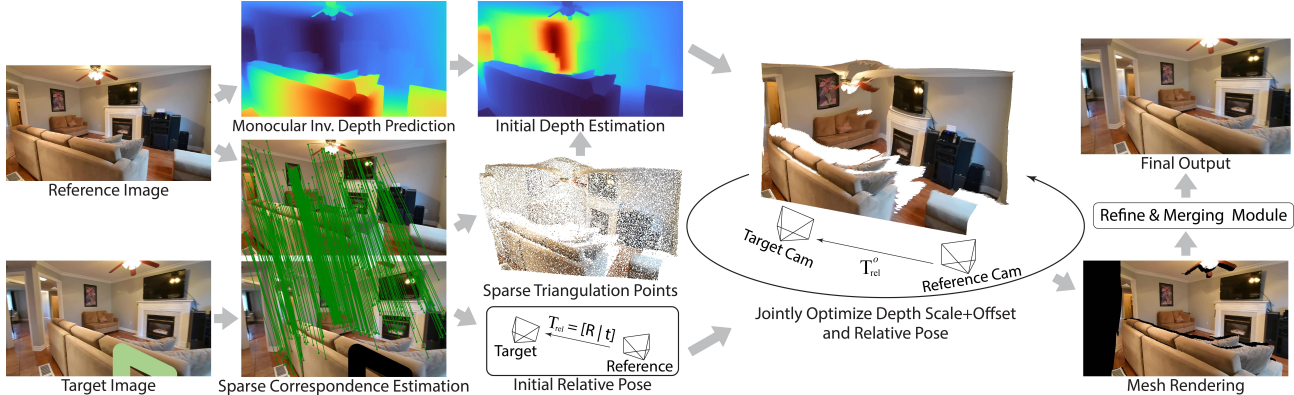 Reference Image
Target Image
Monocular Inv. Depth Prediction
Sparse Correspondence Estimation
Initial Depth Estimation
Sparse Triangulation Points
T_rel = [R | t]
Target
Reference
Initial Relative Pose
Target Cam
T^o_rel
Reference Cam
Jointly Optimize Depth Scale+Offset
and Relative Pose
Final Output
Refine & Merging Module
Mesh Rendering